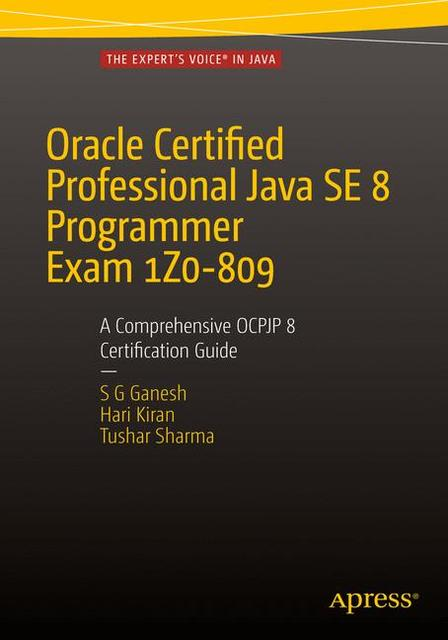 THE EXPERT'S VOICE® IN JAVA
Oracle Certified
Professional Java SE 8
Programmer
Exam 1Z0-809
A Comprehensive OCPJP 8
Certification Guide
—
S G Ganesh
Hari Kiran
Tushar Sharma
Apress®